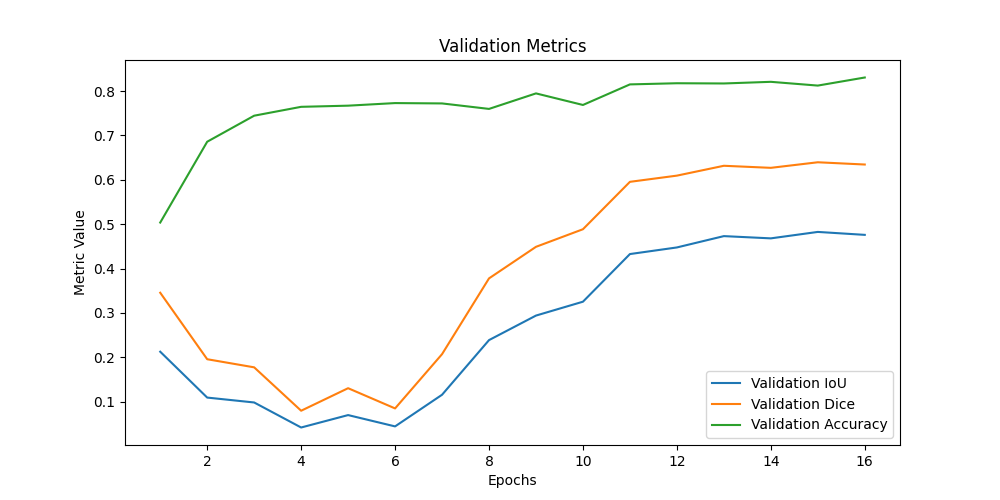 Validation Metrics
Metric Value
0.8
0.7
0.6
0.5
0.4
0.3
0.2
0.1
Validation IoU
Validation Dice
Validation Accuracy
2 4 6 8 10 12 14 16
Epochs